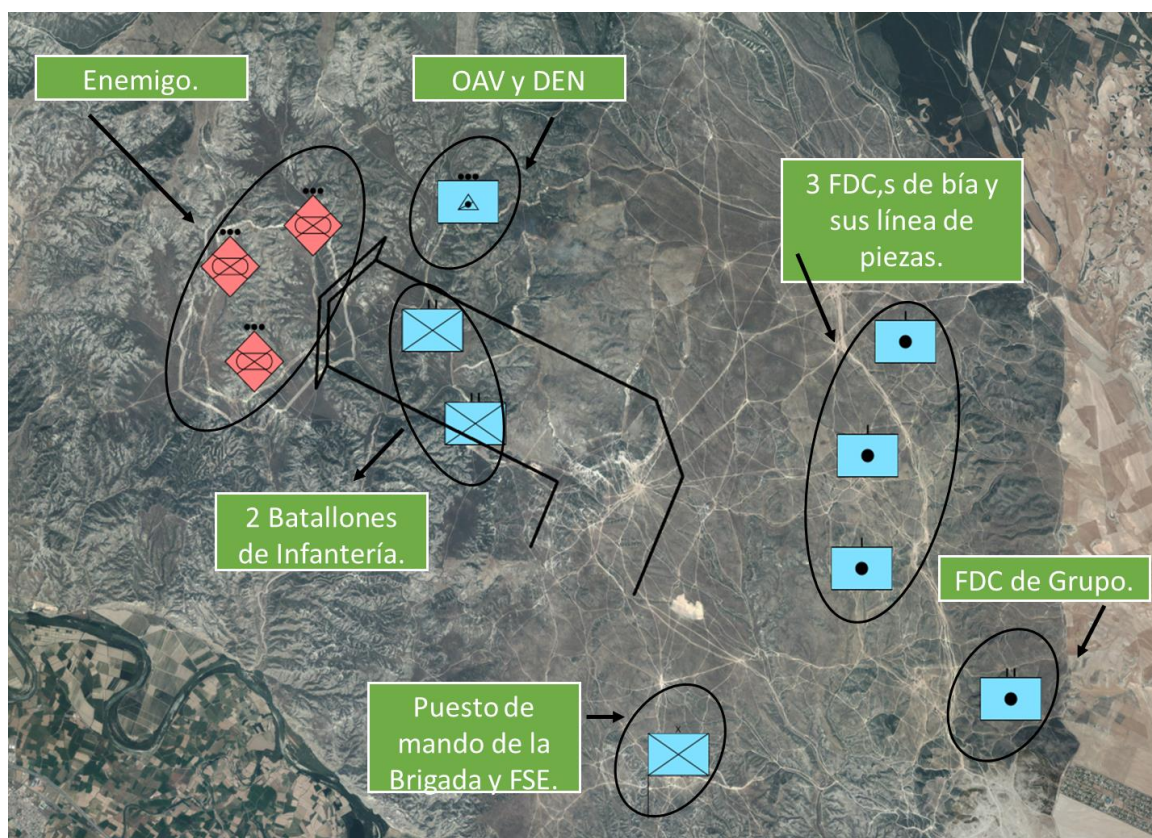 Enemigo.
OAV y DEN
3 FDC,s de bía y
sus línea de
piezas.
2 Batallones
de Infantería.
FDC de Grupo.
Puesto de
mando de la
Brigada y FSE.